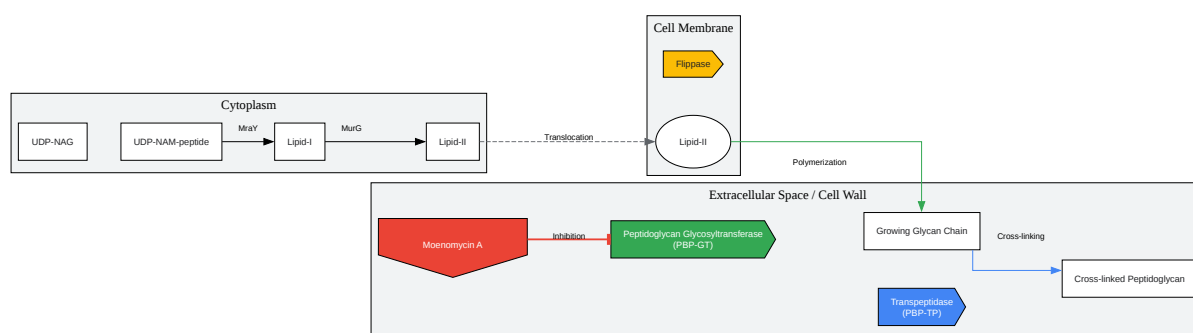 Cell Membrane
Flippase
Cytoplasm
UDP-NAG
UDP-NAM-peptide
MraY
Lipid-I
MurG
Lipid-II
Translocation
Lipid-II
Polymerization
Extracellular Space / Cell Wall
Moenomycin A
Inhibition
Peptidoglycan Glycosyltransferase
(PBP-GT)
Growing Glycan Chain
Cross-linking
Cross-linked Peptidoglycan
Transpeptidase
(PBP-TP)